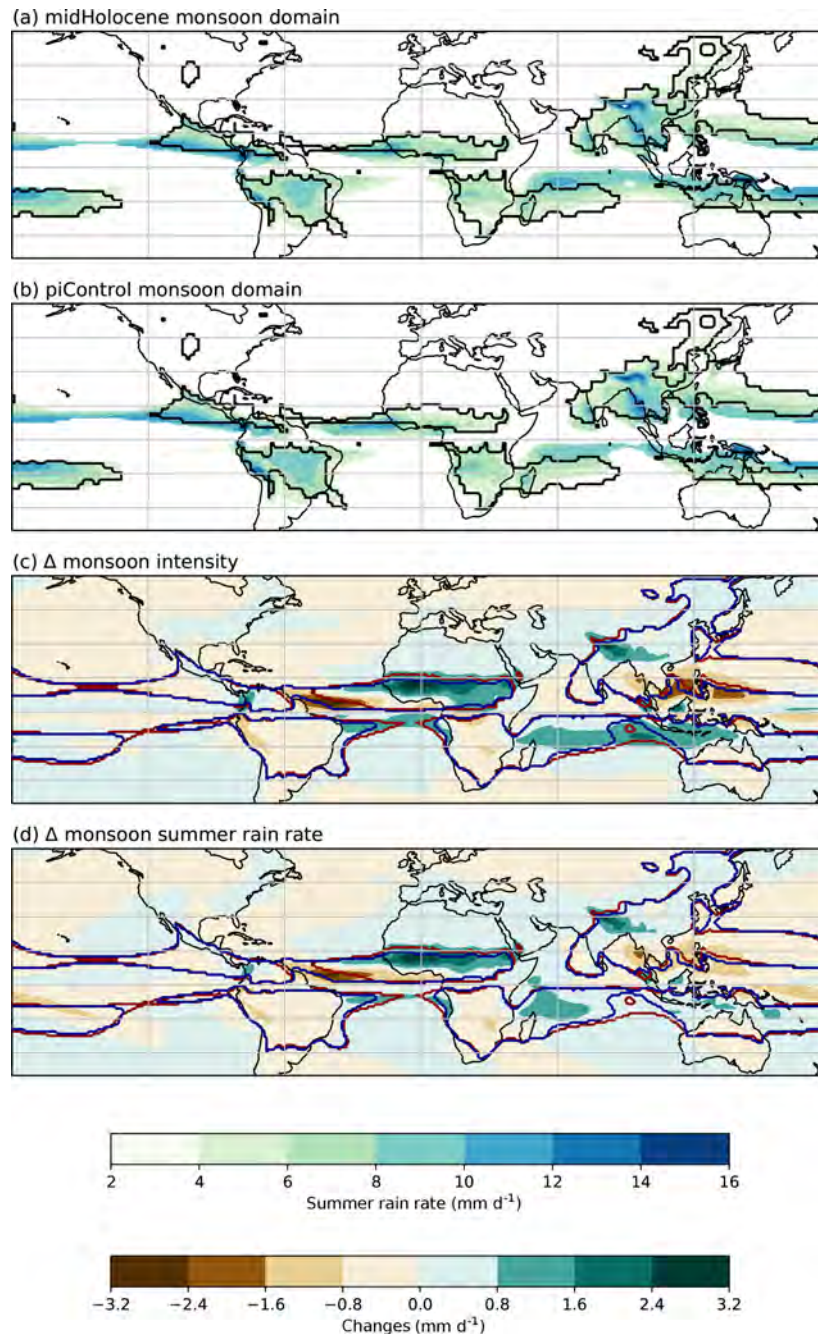 (a) midHolocene monsoon domain
(b) piControl monsoon domain
(c) Δ monsoon intensity
(d) Δ monsoon summer rain rate
2 4 6 8 10 12 14 16
Summer rain rate (mm d⁻¹)
−3.2 −2.4 −1.6 −0.8 0.0 0.8 1.6 2.4 3.2
Changes (mm d⁻¹)